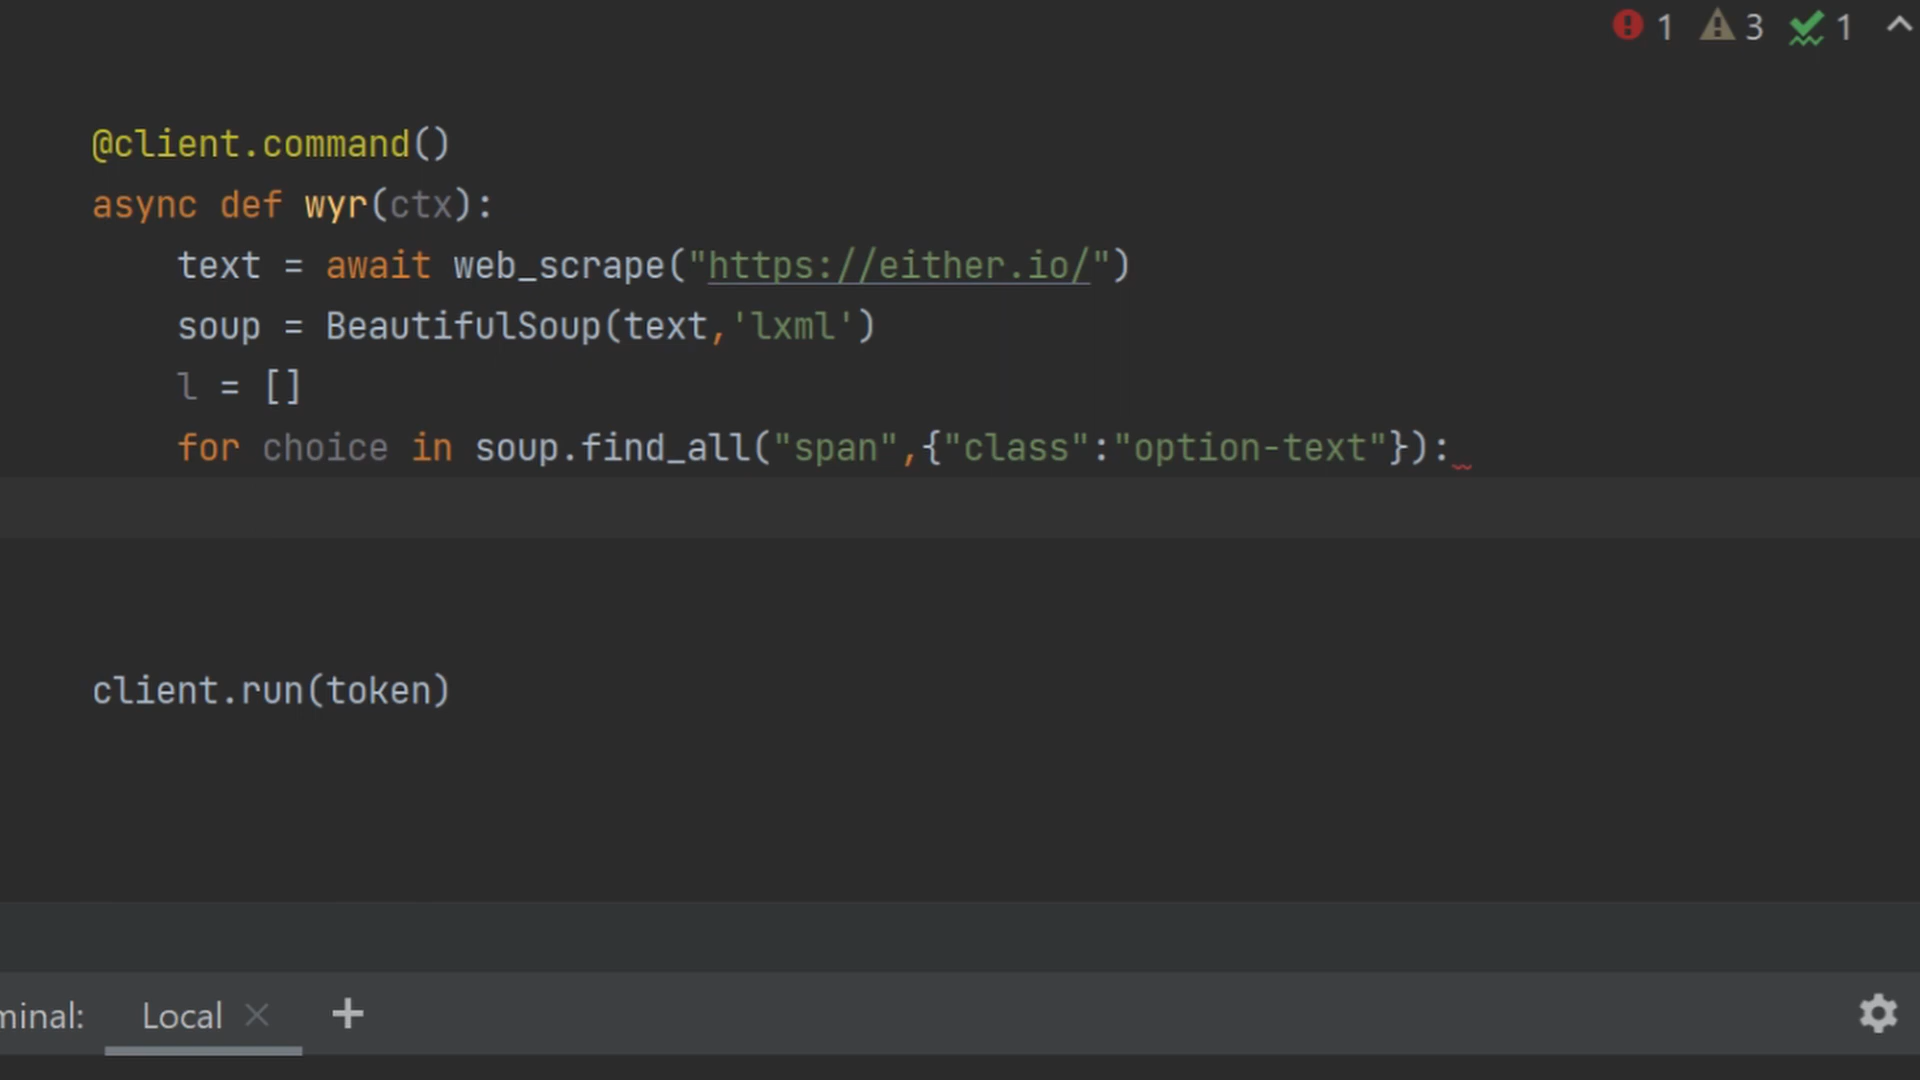 1 3 1
@client.command()
async def wyr(ctx):
text = await web_scrape("https://either.io/")
soup = BeautifulSoup(text,'lxml')
l = []
for choice in soup.find_all("span",{"class":"option-text"}):
client.run(token)
minal: Local